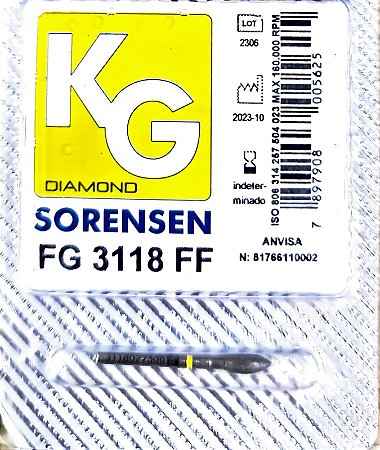 KG
DIAMOND
SORENSEN
FG 3118 FF
LOT
2306
2023-10
indeter-
minado
ANVISA
N: 81766110002
ISO 806 314 257 504 023 MAX 160.000 RPM
7 897908 005625